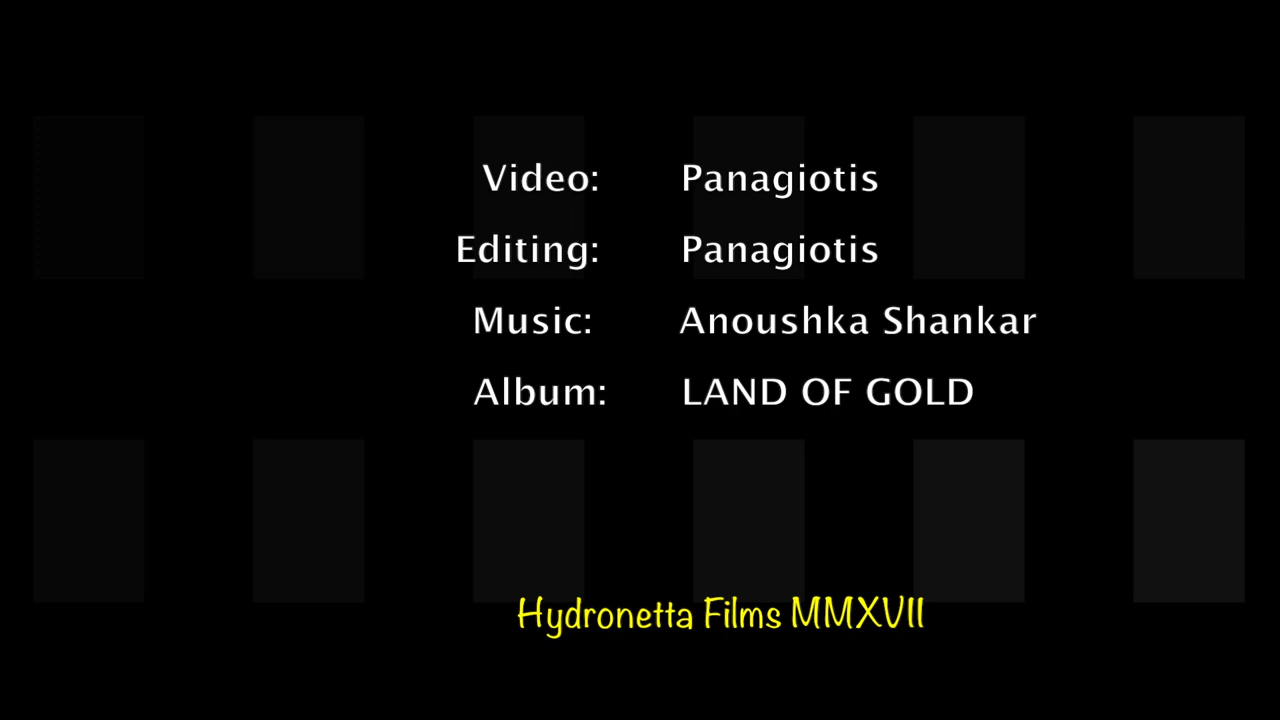 Video: Panagiotis
Editing: Panagiotis
Music: Anoushka Shankar
Album: LAND OF GOLD
Hydronetta Films MMXVII